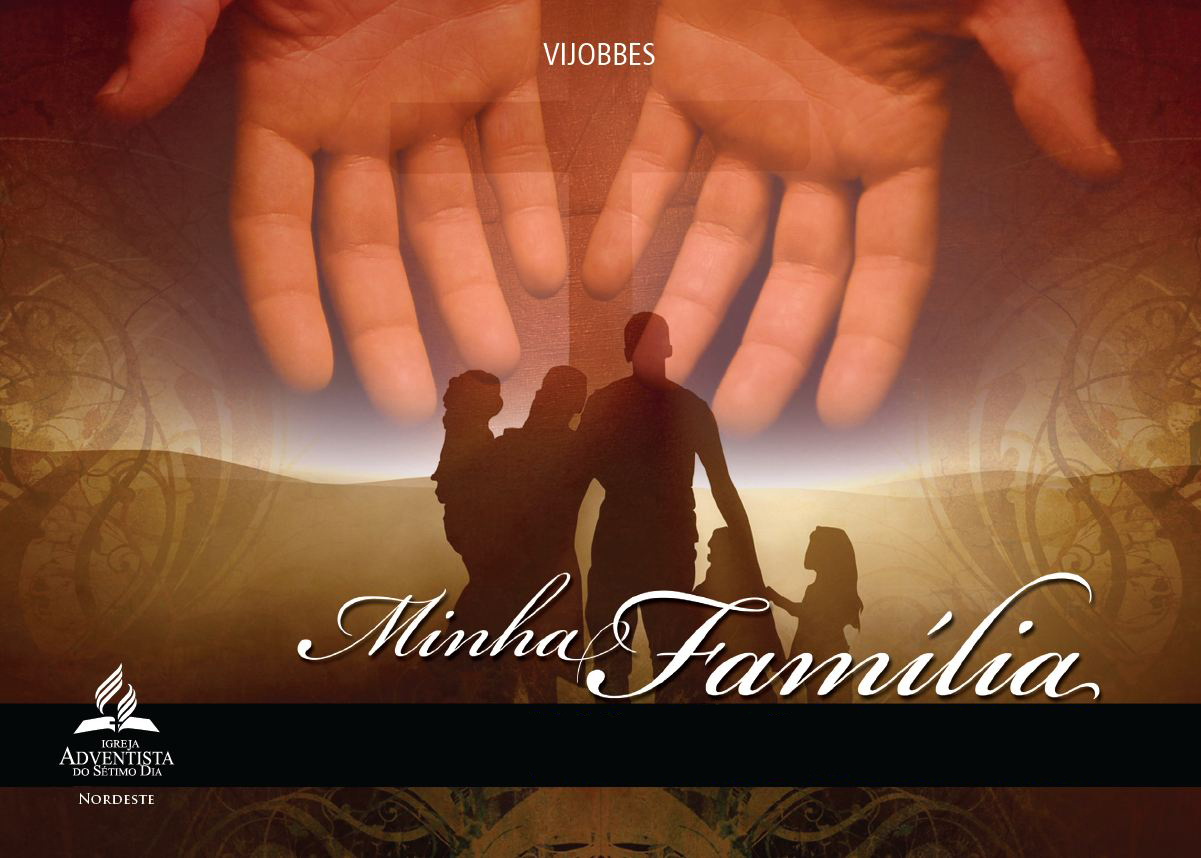 VIJOBBES
Minha Família
IGREJA
ADVENTISTA
DO SÉTIMO DIA
NORDESTE